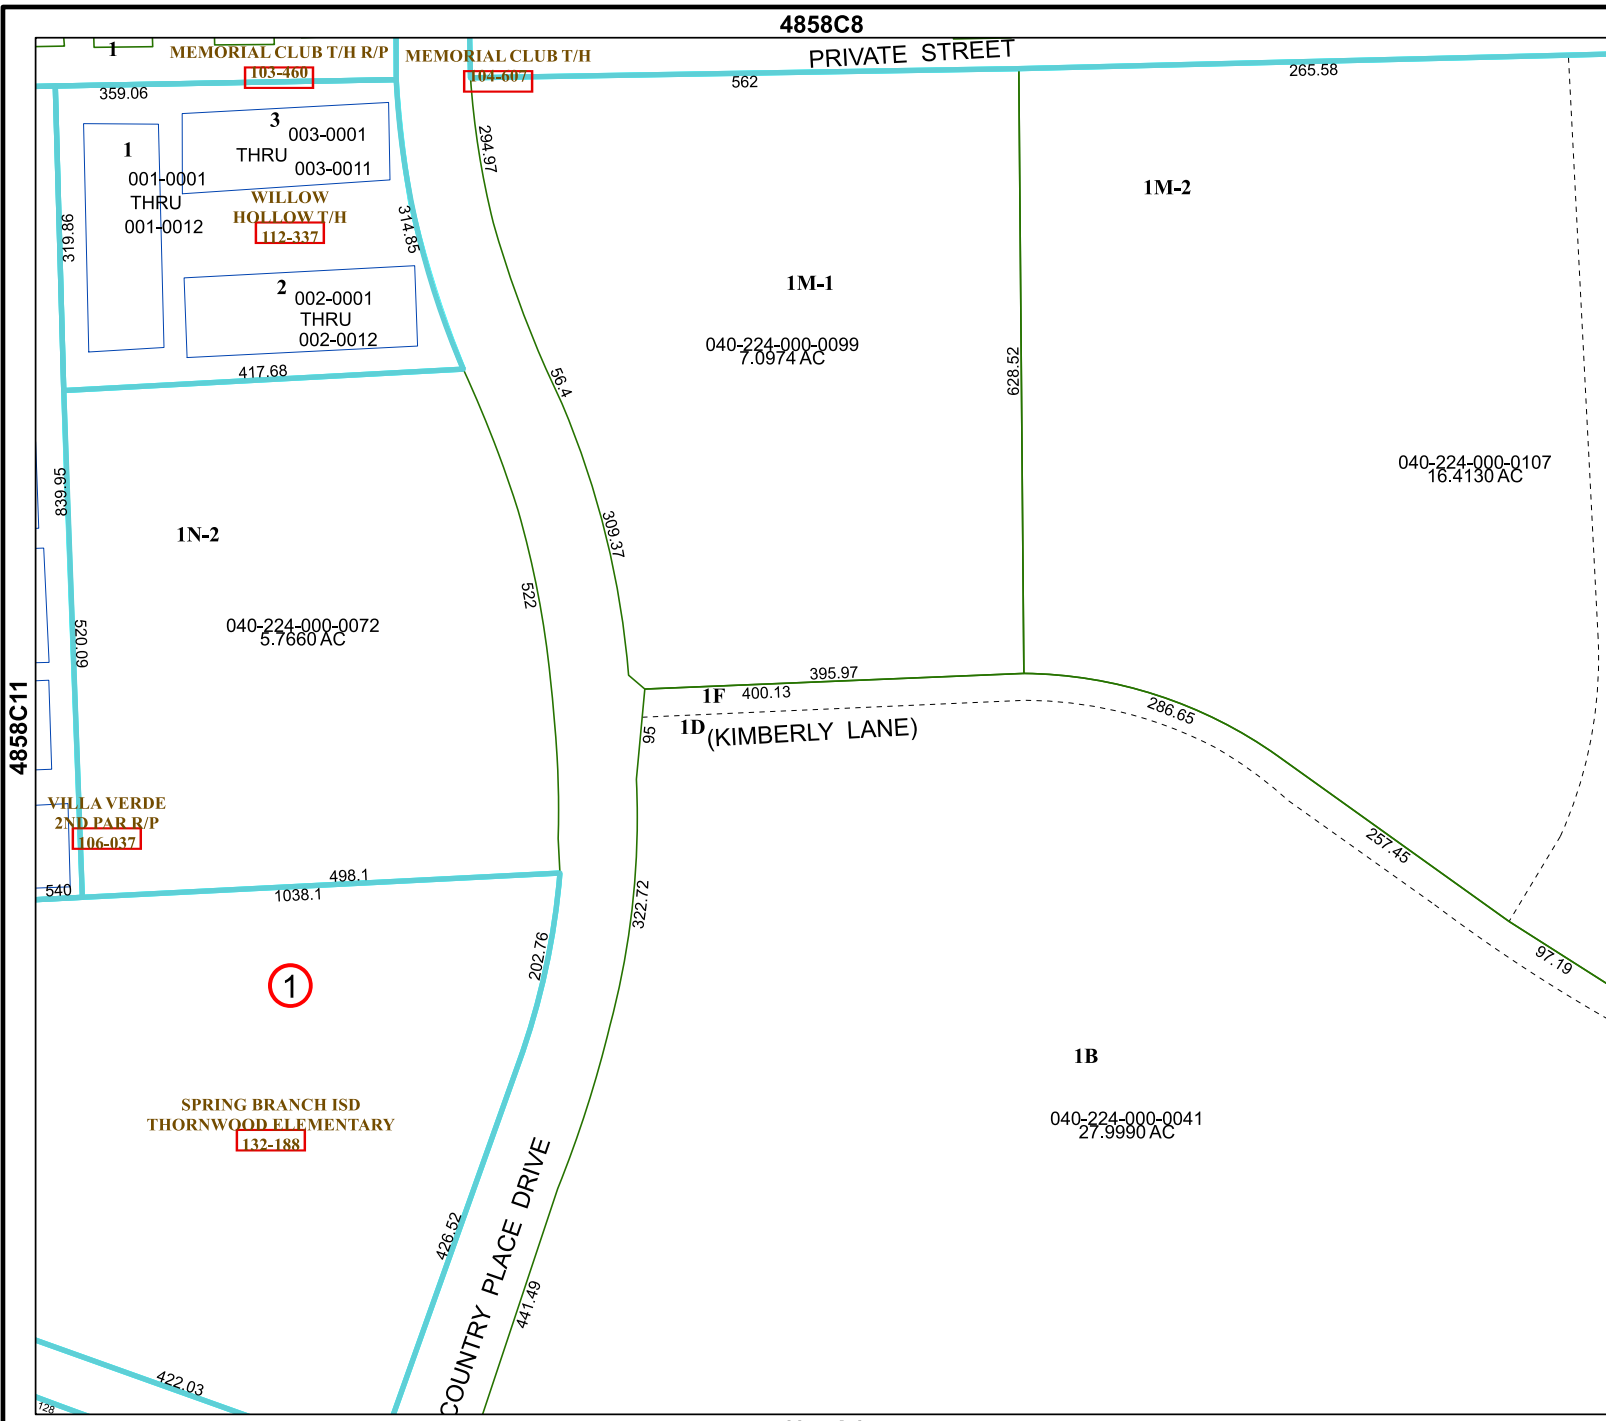 4858C8
1
MEMORIAL CLUB T/H R/P
103-460
MEMORIAL CLUB T/H
104-607
PRIVATE STREET
359.06
562
265.58
1
001-0001
THRU
001-0012
3
003-0001
THRU
003-0011
WILLOW
HOLLOW T/H
112-337
2
002-0001
THRU
002-0012
319.86
314.85
294.97
417.68
56.4
1M-1
040-224-000-0099
7.0974 AC
628.52
1M-2
040-224-000-0107
16.4130 AC
839.95
309.37
1N-2
522
040-224-000-0072
5.7660 AC
520.09
4858C11
395.97
1F
400.13
1D
(KIMBERLY LANE)
95
286.65
VILLA VERDE
2ND PAR R/P
106-037
257.45
540
498.1
1038.1
322.72
202.76
97.19
1
1B
040-224-000-0041
27.9990 AC
SPRING BRANCH ISD
THORNWOOD ELEMENTARY
132-188
426.52
COUNTRY PLACE DRIVE
441.49
422.03
128